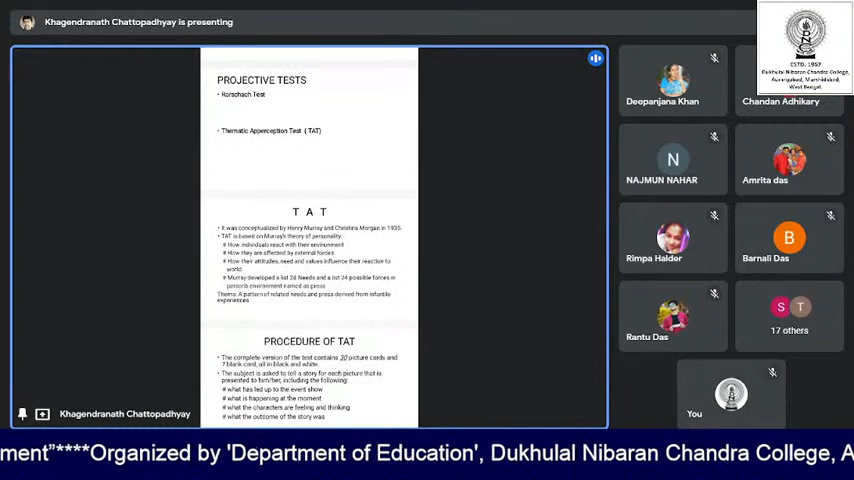 Khagendranath Chattopadhyay is presenting
PROJECTIVE TESTS
• Rorschach Test
• Thematic Apperception Test ( TAT)
T A T
• It was conceptualized by Henry Murray and Christina Morgan in 1935.
• TAT is based on Murray's theory of personality:
# How individuals react with their environment
# How they are affected by external forces
# How their attitudes, need and values influence their reaction to
world
# Murray developed a list 28 Needs and a list 24 possible forces in
person's environment named as press
Thema: A pattern of related needs and press derived from infantile
experiences
PROCEDURE OF TAT
• The complete version of the test contains 30 picture cards and
1 blank card, all in black and white.
• The subject is asked to tell a story for each picture that is
presented to him/her, including the following:
# what has led up to the event show
# what is happening at the moment
# what the characters are feeling and thinking
# what the outcome of the story was
Khagendranath Chattopadhyay
ESTD. 1967
Dukhulal Nibaran Chandra College,
Aurangabad, Murshidabad,
West Bengal.
Deepanjana Khan
Chandan Adhikary
N
NAJMUN NAHAR
Amrita das
Rimpa Halder
B
Barnali Das
Rantu Das
S T
17 others
You
ment”****Organized by 'Department of Education', Dukhulal Nibaran Chandra College, A